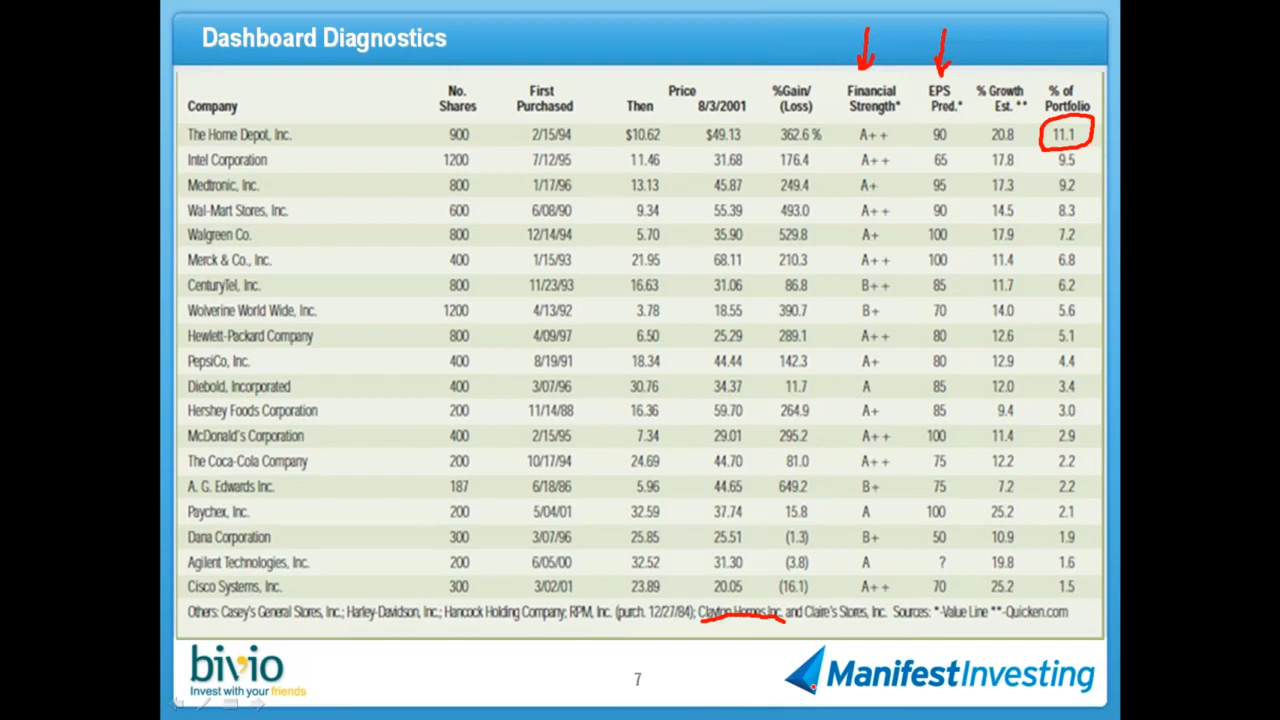 Dashboard Diagnostics
No. First Price %Gain/ Financial EPS % Growth % of
Company Shares Purchased Then 8/3/2001 (Loss) Strength* Pred.* Est. ** Portfolio
The Home Depot, Inc. 900 2/15/94 $10.62 $49.13 362.6 % A++ 90 20.8 11.1
Intel Corporation 1200 7/12/95 11.46 31.68 176.4 A++ 65 17.8 9.5
Medtronic, Inc. 800 1/17/96 13.13 45.87 249.4 A+ 95 17.3 9.2
Wal-Mart Stores, Inc. 600 6/08/90 9.34 55.39 493.0 A++ 90 14.5 8.3
Walgreen Co. 800 12/14/94 5.70 35.90 529.8 A+ 100 17.9 7.2
Merck & Co., Inc. 400 1/15/93 21.95 68.11 210.3 A++ 100 11.4 6.8
CenturyTel, Inc. 800 11/23/93 16.63 31.06 86.8 B++ 85 11.7 6.2
Wolverine World Wide, Inc. 1200 4/13/92 3.78 18.55 390.7 B+ 70 14.0 5.6
Hewlett-Packard Company 800 4/09/97 6.50 25.29 289.1 A++ 80 12.6 5.1
PepsiCo, Inc. 400 8/19/91 18.34 44.44 142.3 A+ 80 12.9 4.4
Diebold, Incorporated 400 3/07/96 30.76 34.37 11.7 A 85 12.0 3.4
Hershey Foods Corporation 200 11/14/88 16.36 59.70 264.9 A+ 85 9.4 3.0
McDonald's Corporation 400 2/15/95 7.34 29.01 295.2 A++ 100 11.4 2.9
The Coca-Cola Company 200 10/17/94 24.69 44.70 81.0 A++ 75 12.2 2.2
A. G. Edwards Inc. 187 6/18/86 5.96 44.65 649.2 B+ 75 7.2 2.2
Paychex, Inc. 200 5/04/01 32.59 37.74 15.8 A 100 25.2 2.1
Dana Corporation 300 3/07/96 25.85 25.51 (1.3) B+ 50 10.9 1.9
Agilent Technologies, Inc. 200 6/05/00 32.52 31.30 (3.8) A ? 19.8 1.6
Cisco Systems, Inc. 300 3/02/01 23.89 20.05 (16.1) A++ 70 25.2 1.5
Others: Casey's General Stores, Inc.; Harley-Davidson, Inc.; Hancock Holding Company; RPM, Inc. (purch. 12/27/84); Clayton Homes Inc. and Claire's Stores, Inc. Sources: *-Value Line **-Quicken.com
bivio
Invest with your friends
7
ManifestInvesting